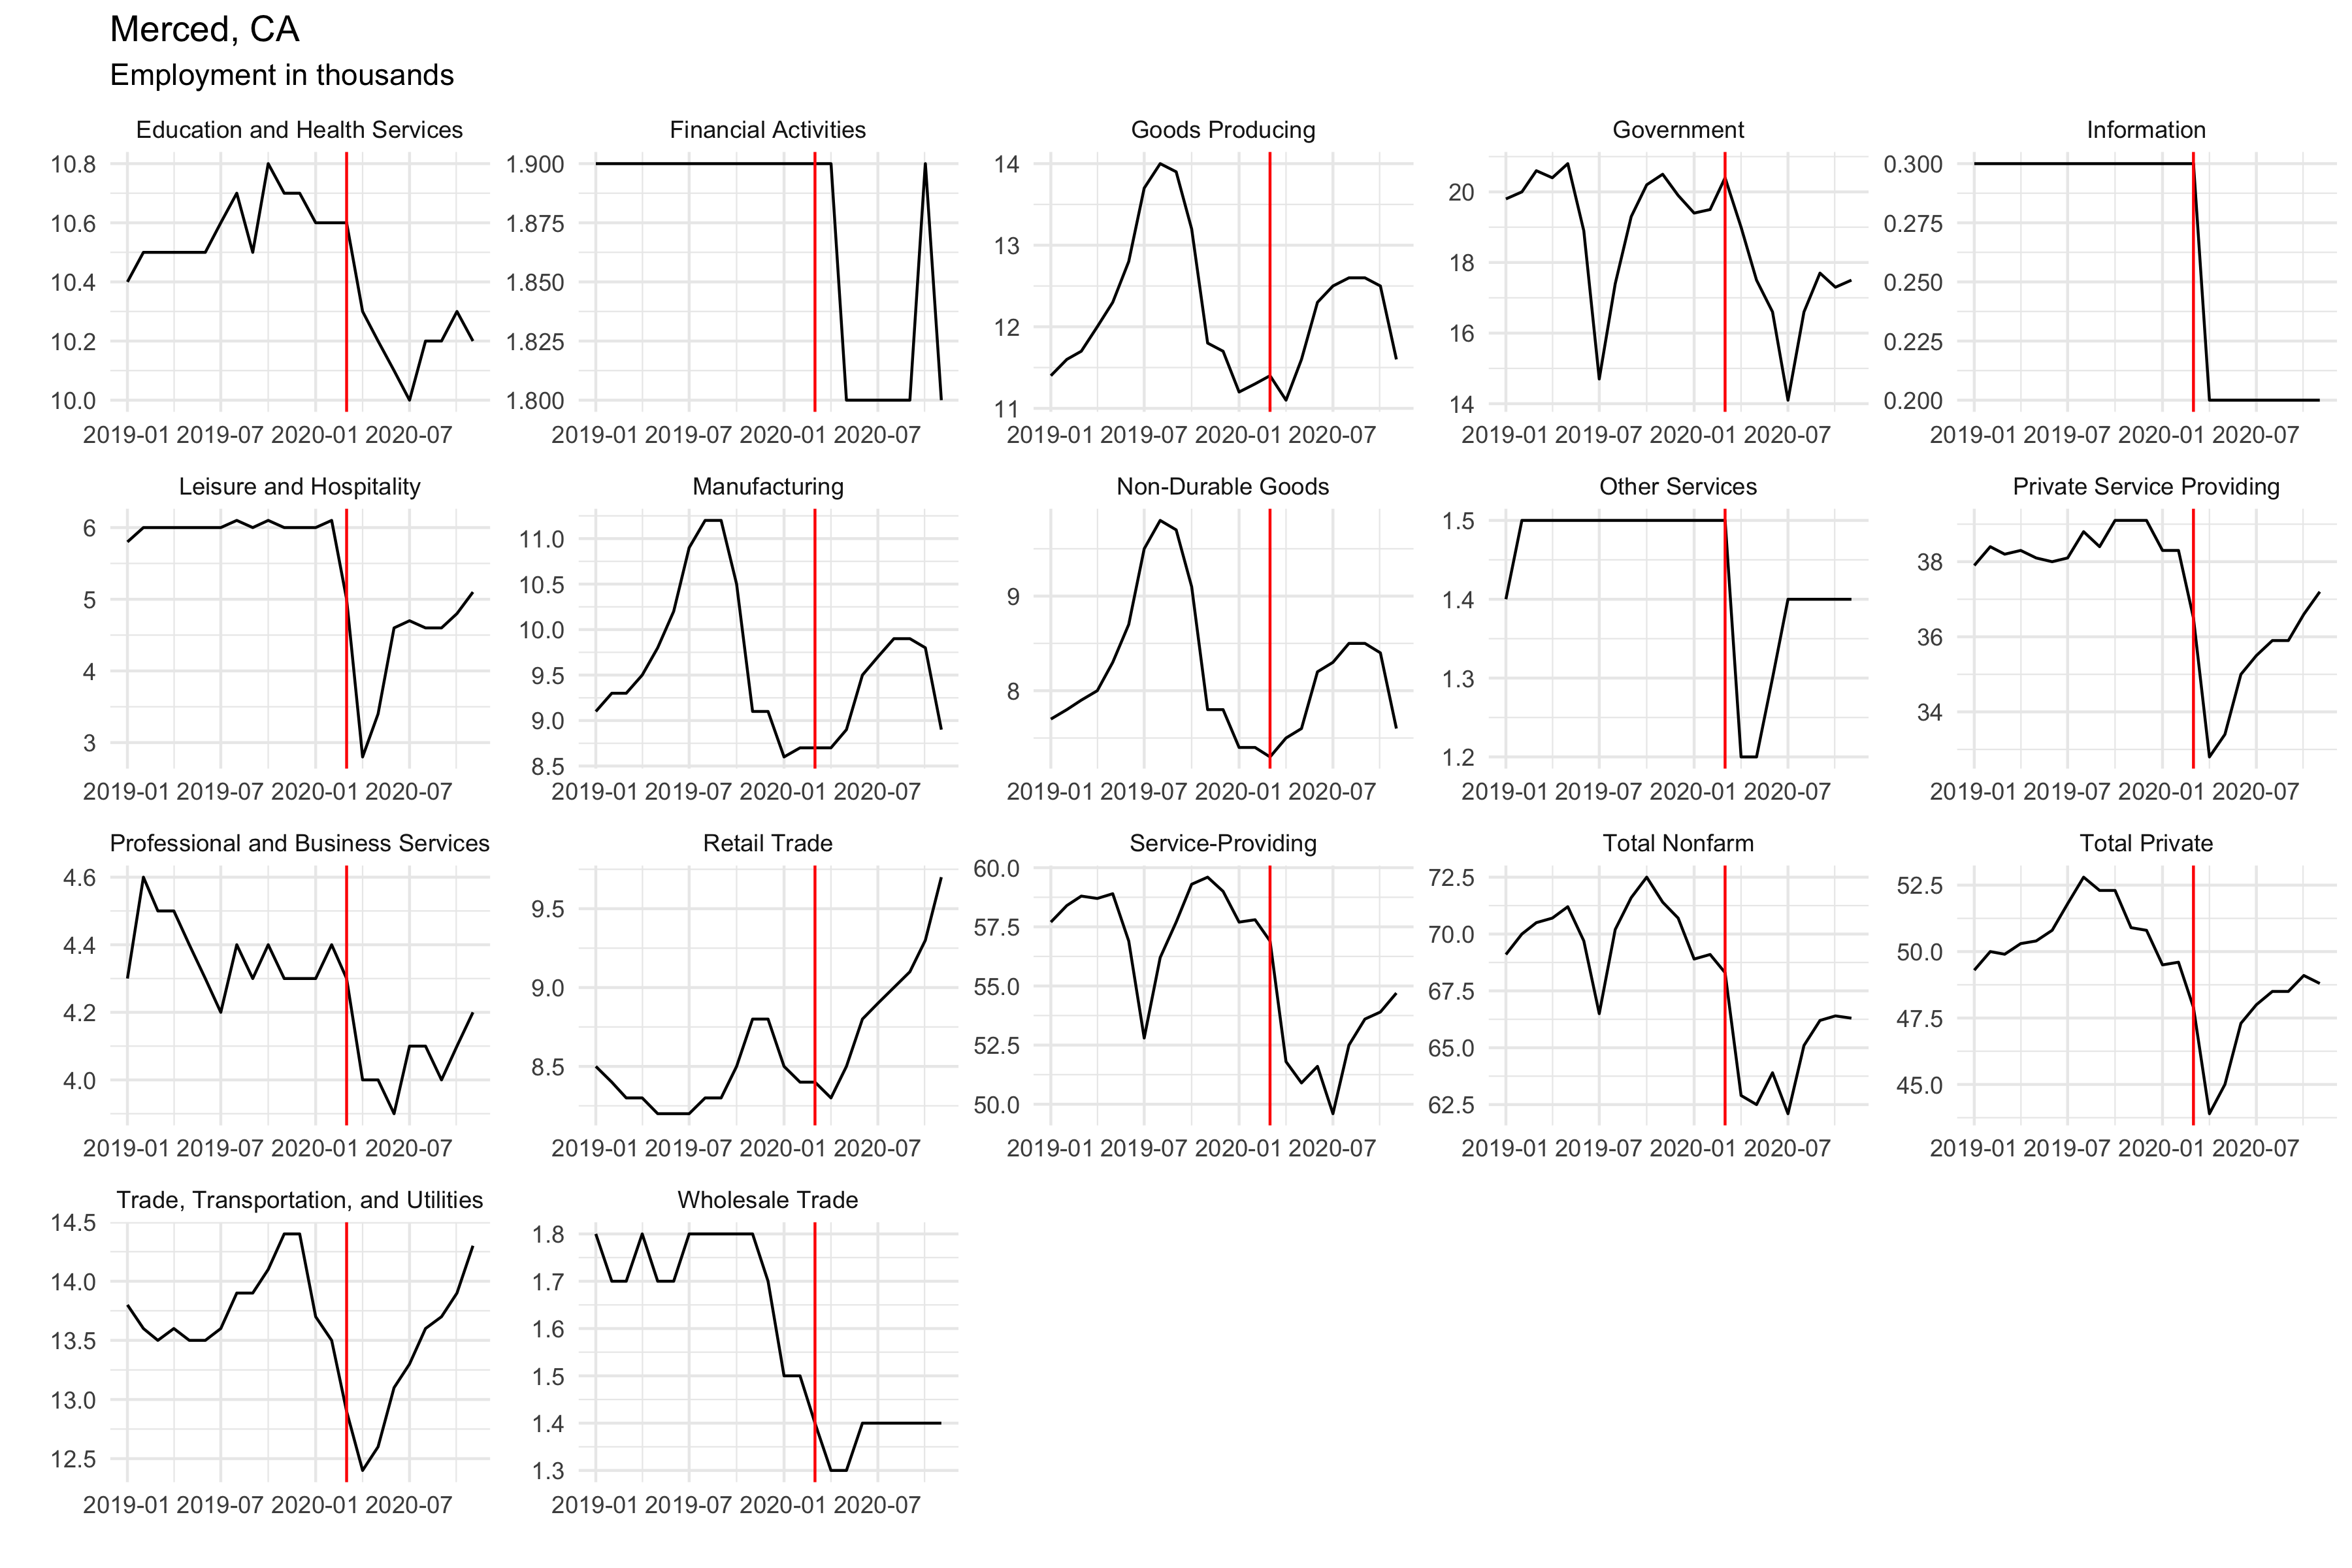 Merced, CA
Employment in thousands
Education and Health Services
10.8
10.6
10.4
10.2
10.0
2019-01 2019-07 2020-01 2020-07
Financial Activities
1.900
1.875
1.850
1.825
1.800
2019-01 2019-07 2020-01 2020-07
Goods Producing
14
13
12
11
2019-01 2019-07 2020-01 2020-07
Government
20
18
16
14
2019-01 2019-07 2020-01 2020-07
Information
0.300
0.275
0.250
0.225
0.200
2019-01 2019-07 2020-01 2020-07
Leisure and Hospitality
6
5
4
3
2019-01 2019-07 2020-01 2020-07
Manufacturing
11.0
10.5
10.0
9.5
9.0
8.5
2019-01 2019-07 2020-01 2020-07
Non-Durable Goods
9
8
2019-01 2019-07 2020-01 2020-07
Other Services
1.5
1.4
1.3
1.2
2019-01 2019-07 2020-01 2020-07
Private Service Providing
38
36
34
2019-01 2019-07 2020-01 2020-07
Professional and Business Services
4.6
4.4
4.2
4.0
2019-01 2019-07 2020-01 2020-07
Retail Trade
9.5
9.0
8.5
2019-01 2019-07 2020-01 2020-07
Service-Providing
60.0
57.5
55.0
52.5
50.0
2019-01 2019-07 2020-01 2020-07
Total Nonfarm
72.5
70.0
67.5
65.0
62.5
2019-01 2019-07 2020-01 2020-07
Total Private
52.5
50.0
47.5
45.0
2019-01 2019-07 2020-01 2020-07
Trade, Transportation, and Utilities
14.5
14.0
13.5
13.0
12.5
2019-01 2019-07 2020-01 2020-07
Wholesale Trade
1.8
1.7
1.6
1.5
1.4
1.3
2019-01 2019-07 2020-01 2020-07